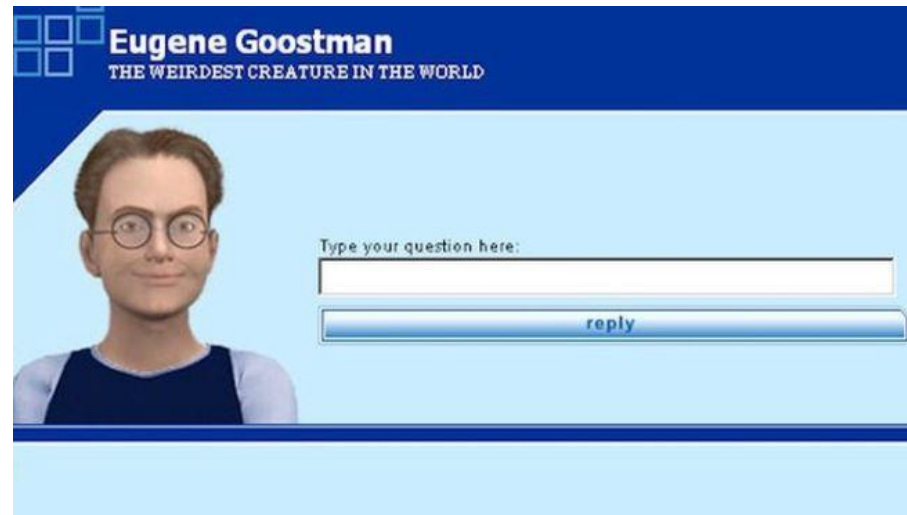 Eugene Goostman
THE WEIRDEST CREATURE IN THE WORLD
Type your question here:
reply